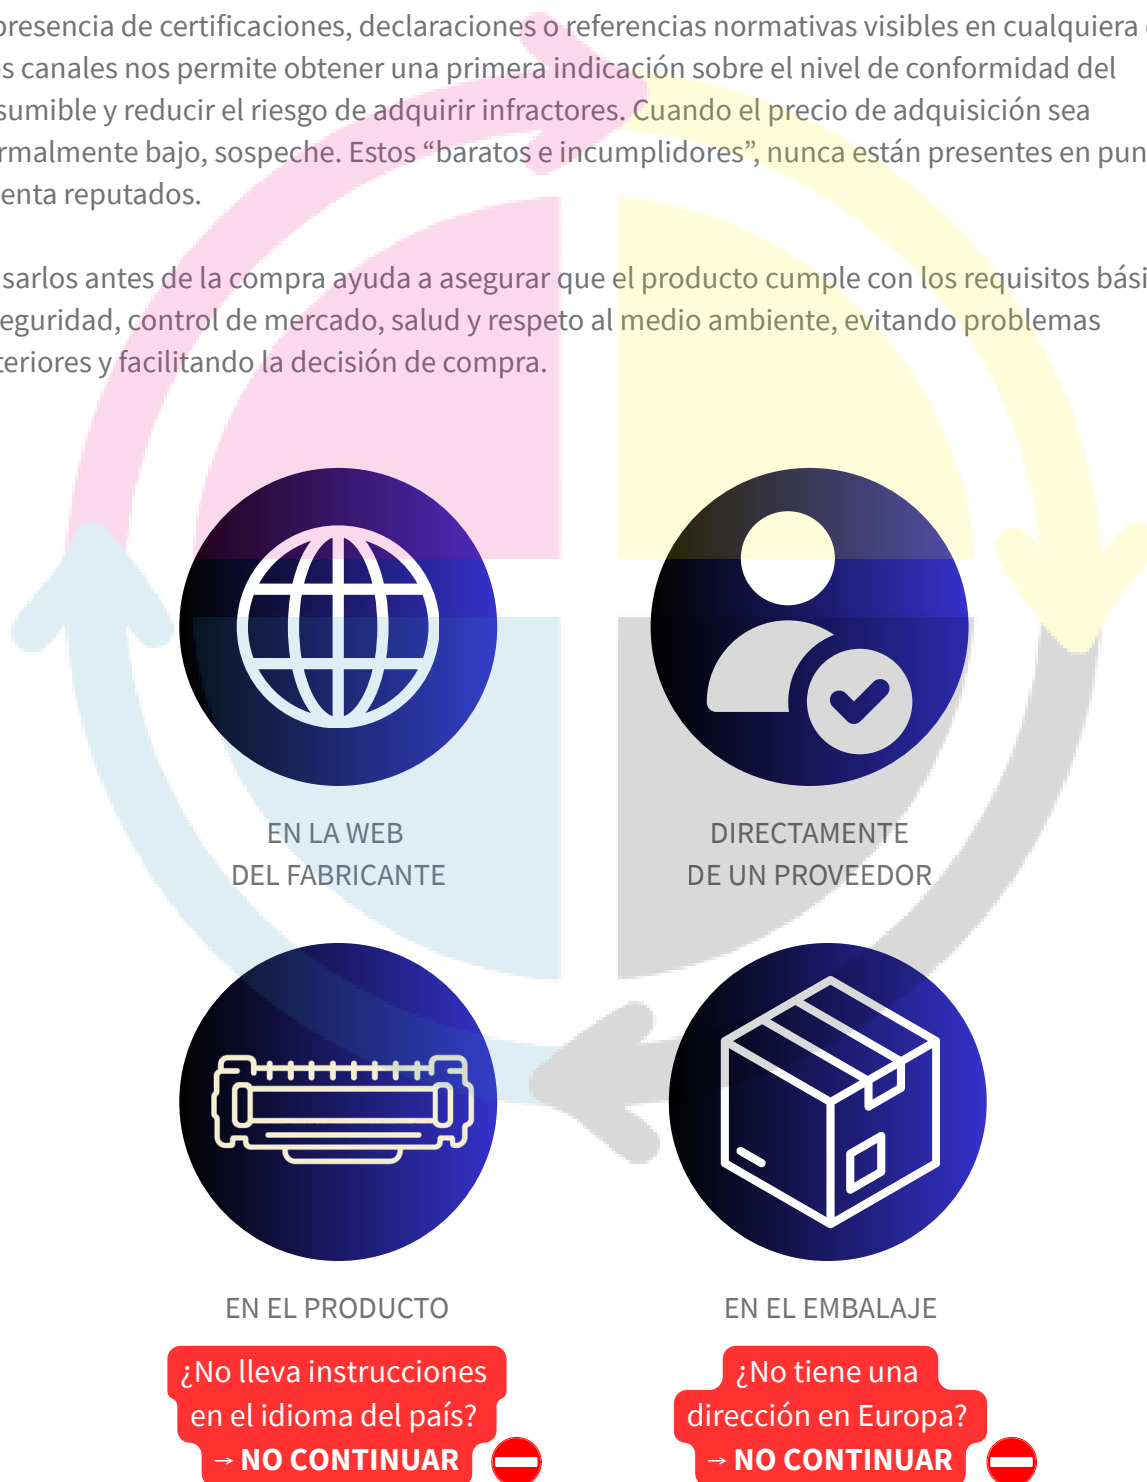 presencia de certificaciones, declaraciones o referencias normativas visibles en cualquiera
os canales nos permite obtener una primera indicación sobre el nivel de conformidad del
sumible y reducir el riesgo de adquirir infractores. Cuando el precio de adquisición sea
rmalmente bajo, sospeche. Estos “baratos e incumplidores”, nunca están presentes en pun
enta reputados.
sarlos antes de la compra ayuda a asegurar que el producto cumple con los requisitos bási
eguridad, control de mercado, salud y respeto al medio ambiente, evitando problemas
teriores y facilitando la decisión de compra.
EN LA WEB
DEL FABRICANTE
DIRECTAMENTE
DE UN PROVEEDOR
EN EL PRODUCTO
¿No lleva instrucciones
en el idioma del país?
→ NO CONTINUAR
EN EL EMBALAJE
¿No tiene una
dirección en Europa?
→ NO CONTINUAR